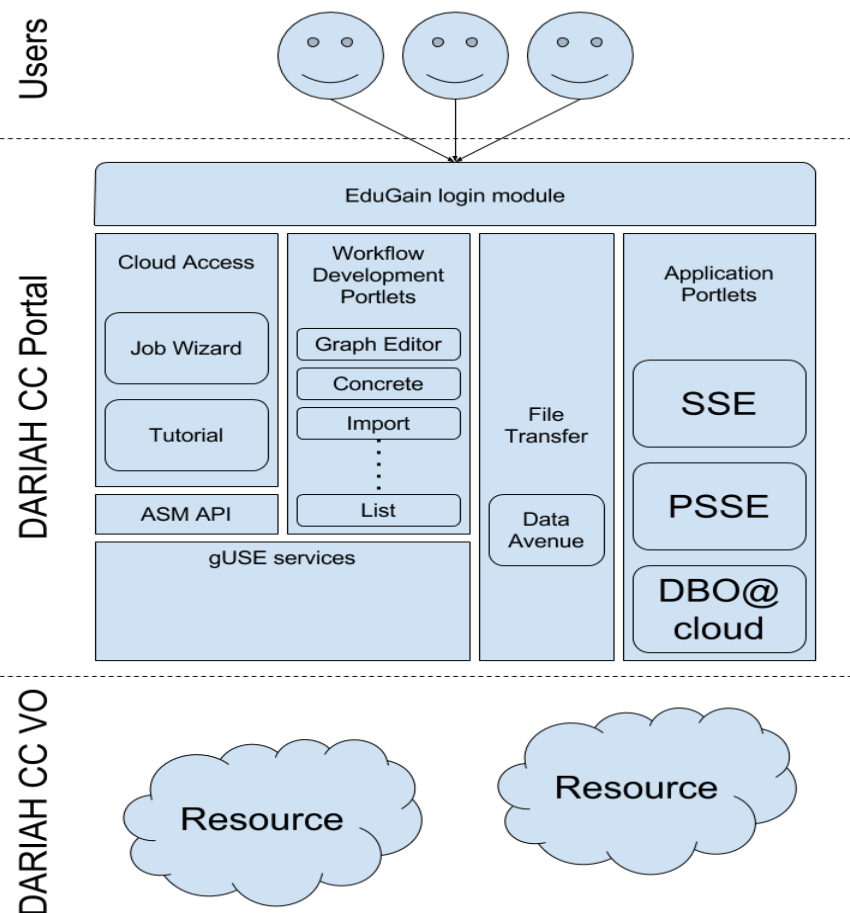 Users
EduGain login module
DARIAH CC Portal
Cloud Access
Job Wizard
Tutorial
ASM API
Workflow
Development
Portlets
Graph Editor
Concrete
Import
List
gUSE services
File
Transfer
Data
Avenue
Application
Portlets
SSE
PSSE
DBO@
cloud
DARIAH CC VO
Resource
Resource